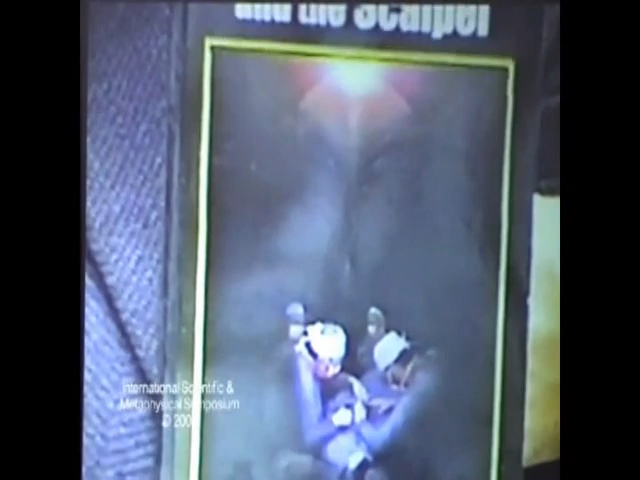 and the Scalpel
International Scientific &
Metaphysical Symposium